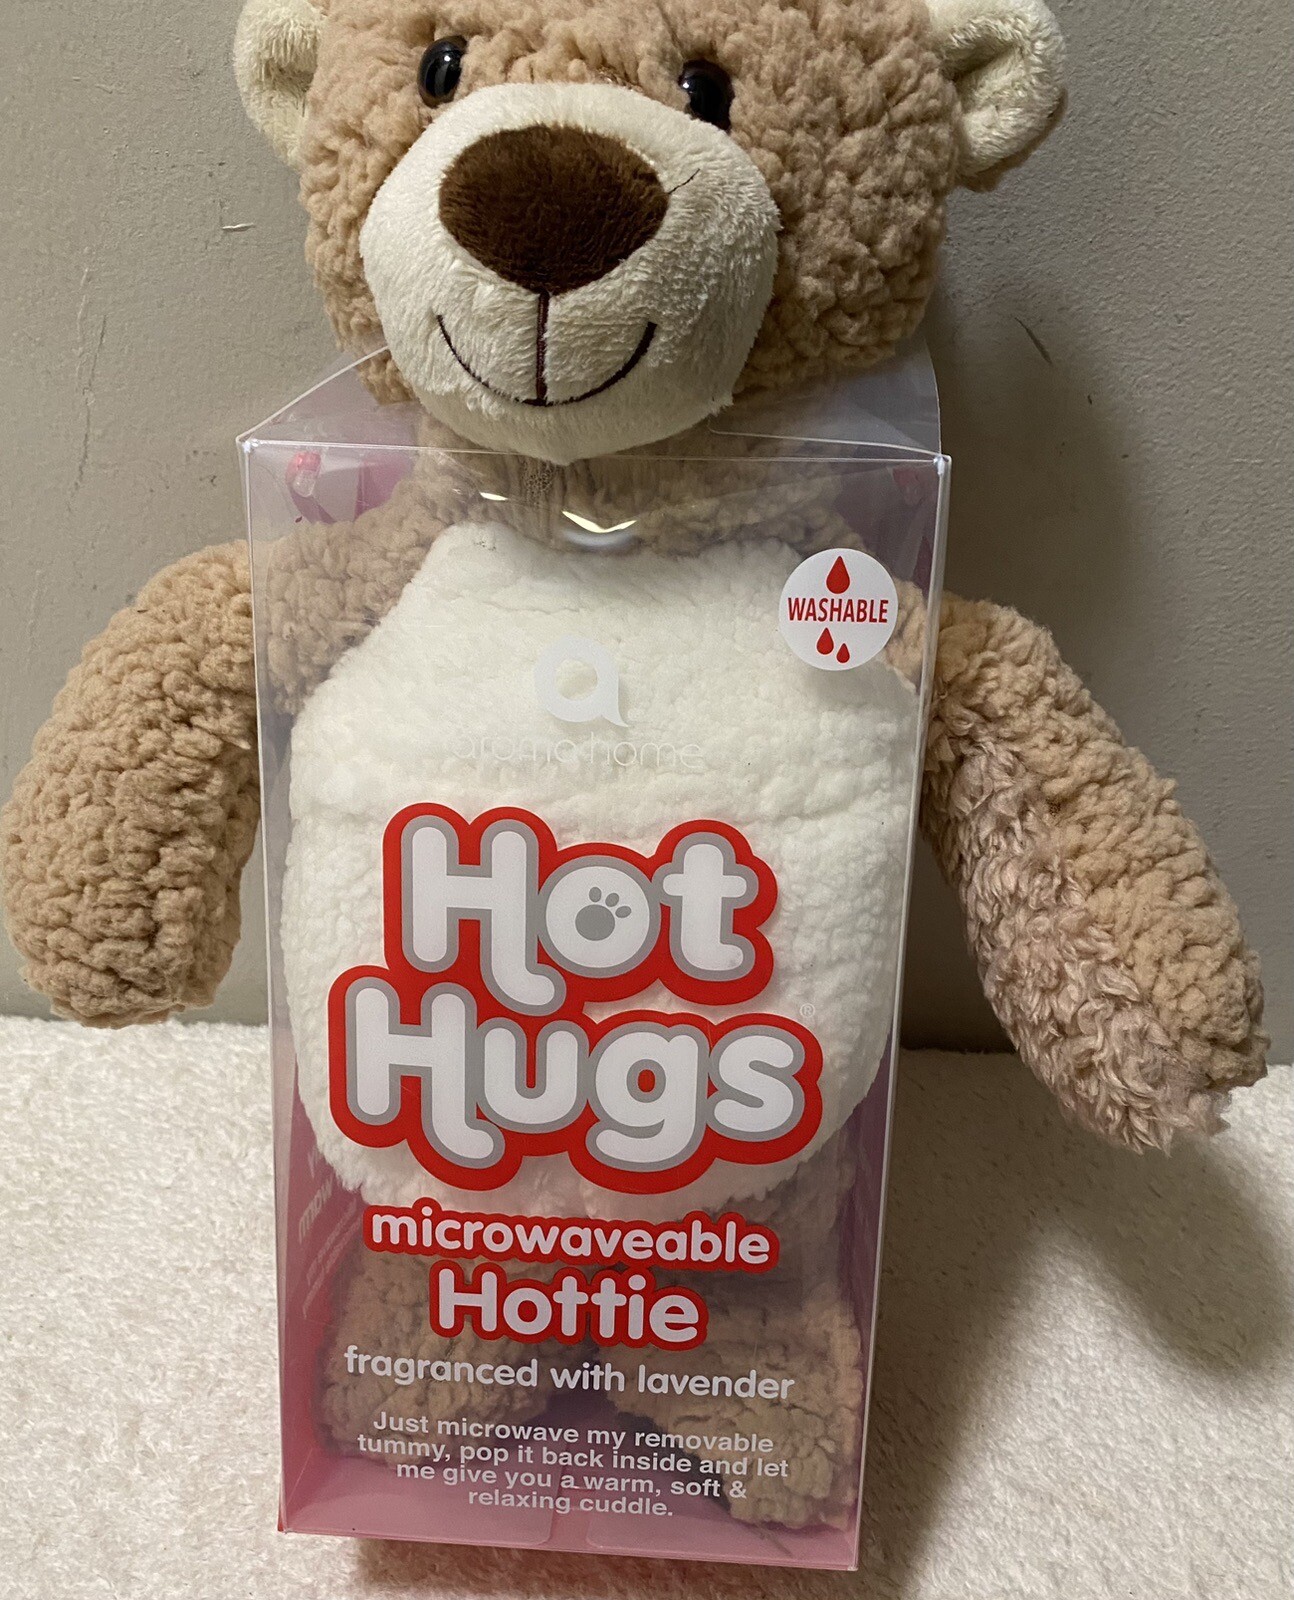 WASHABLE
a
aroma home
Hot
Hugs®
microwaveable
Hottie
fragranced with lavender
Just microwave my removable
tummy, pop it back inside and let
me give you a warm, soft &
relaxing cuddle.